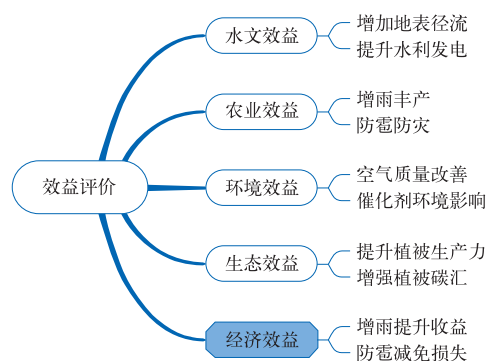 效益评价
水文效益
增加地表径流
提升水利发电
农业效益
增雨丰产
防雹防灾
环境效益
空气质量改善
催化剂环境影响
生态效益
提升植被生产力
增强植被碳汇
经济效益
增雨提升收益
防雹减免损失